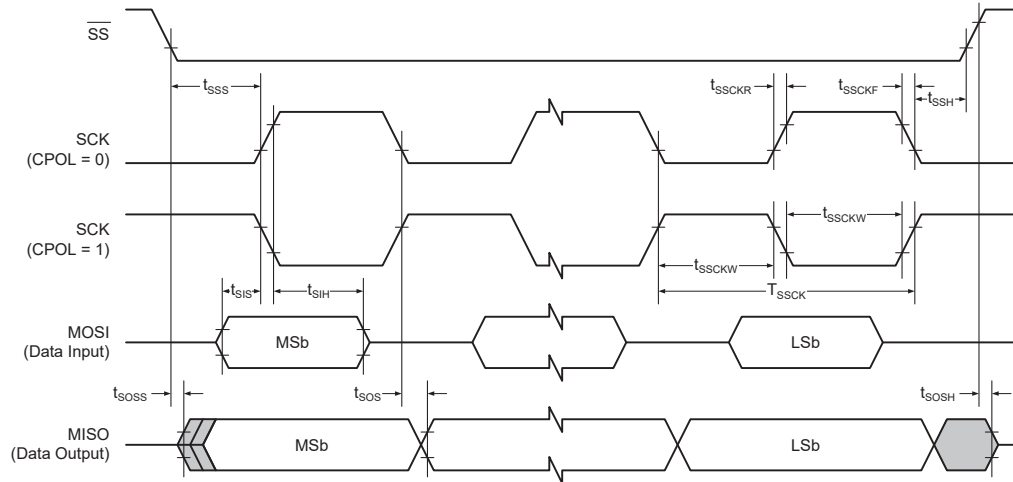 SS
tSSS
tSSCKR
tSSCKF
tSSH
SCK
(CPOL = 0)
SCK
(CPOL = 1)
tSSCKW
tSSCKW
TSSCK
tSIS
tSIH
MOSI
(Data Input)
MSb
LSb
tSOSS
tSOS
tSOSH
MISO
(Data Output)
MSb
LSb